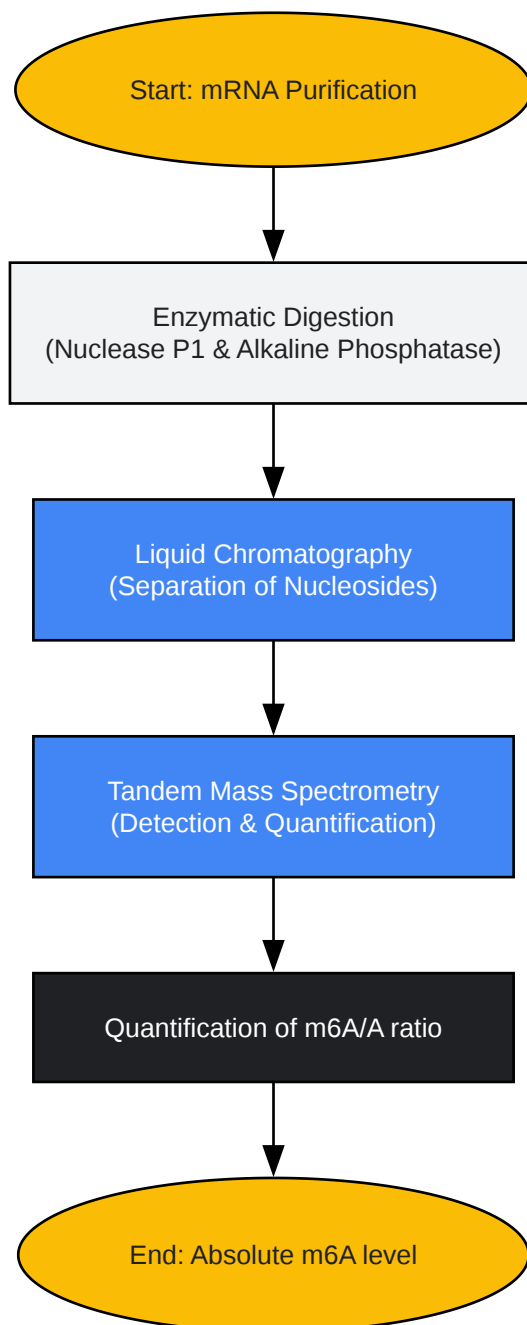 Start: mRNA Purification
Enzymatic Digestion
(Nuclease P1 & Alkaline Phosphatase)
Liquid Chromatography
(Separation of Nucleosides)
Tandem Mass Spectrometry
(Detection & Quantification)
Quantification of m6A/A ratio
End: Absolute m6A level